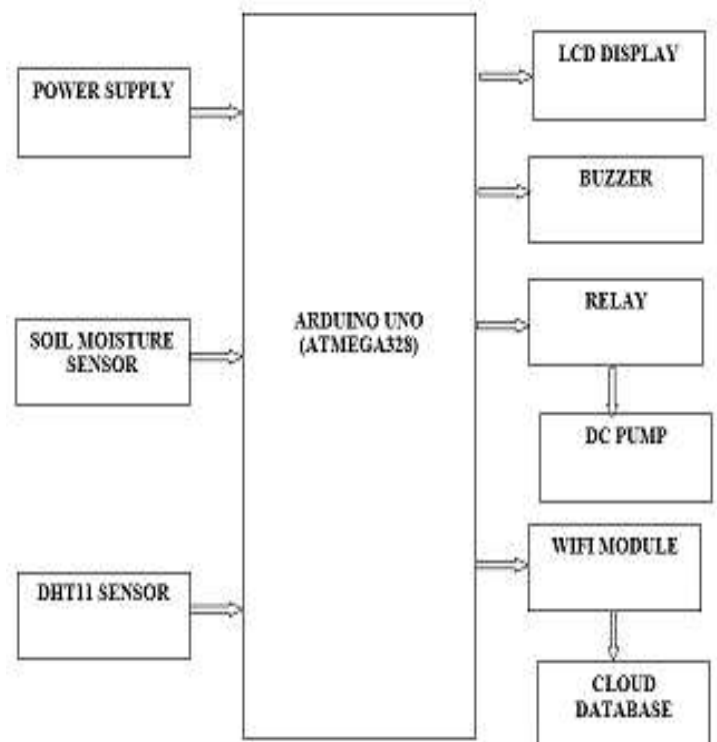 POWER SUPPLY
SOIL MOISTURE
SENSOR
DHT11 SENSOR
ARDUINO UNO
(ATMEGA328)
LCD DISPLAY
BUZZER
RELAY
DC PUMP
WIFI MODULE
CLOUD
DATABASE